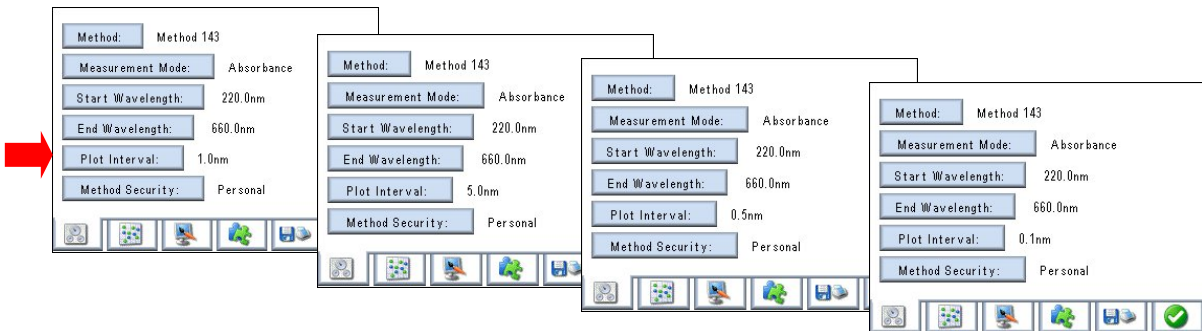 Method: Method 143
Measurement Mode: Absorbance
Start Wavelength: 220.0nm
End Wavelength: 660.0nm
Plot Interval: 1.0nm
Method Security: Personal
Method: Method 143
Measurement Mode: Absorbance
Start Wavelength: 220.0nm
End Wavelength: 660.0nm
Plot Interval: 5.0nm
Method Security: Personal
Method: Method 143
Measurement Mode: Absorbance
Start Wavelength: 220.0nm
End Wavelength: 660.0nm
Plot Interval: 0.5nm
Method Security: Personal
Method: Method 143
Measurement Mode: Absorbance
Start Wavelength: 220.0nm
End Wavelength: 660.0nm
Plot Interval: 0.1nm
Method Security: Personal